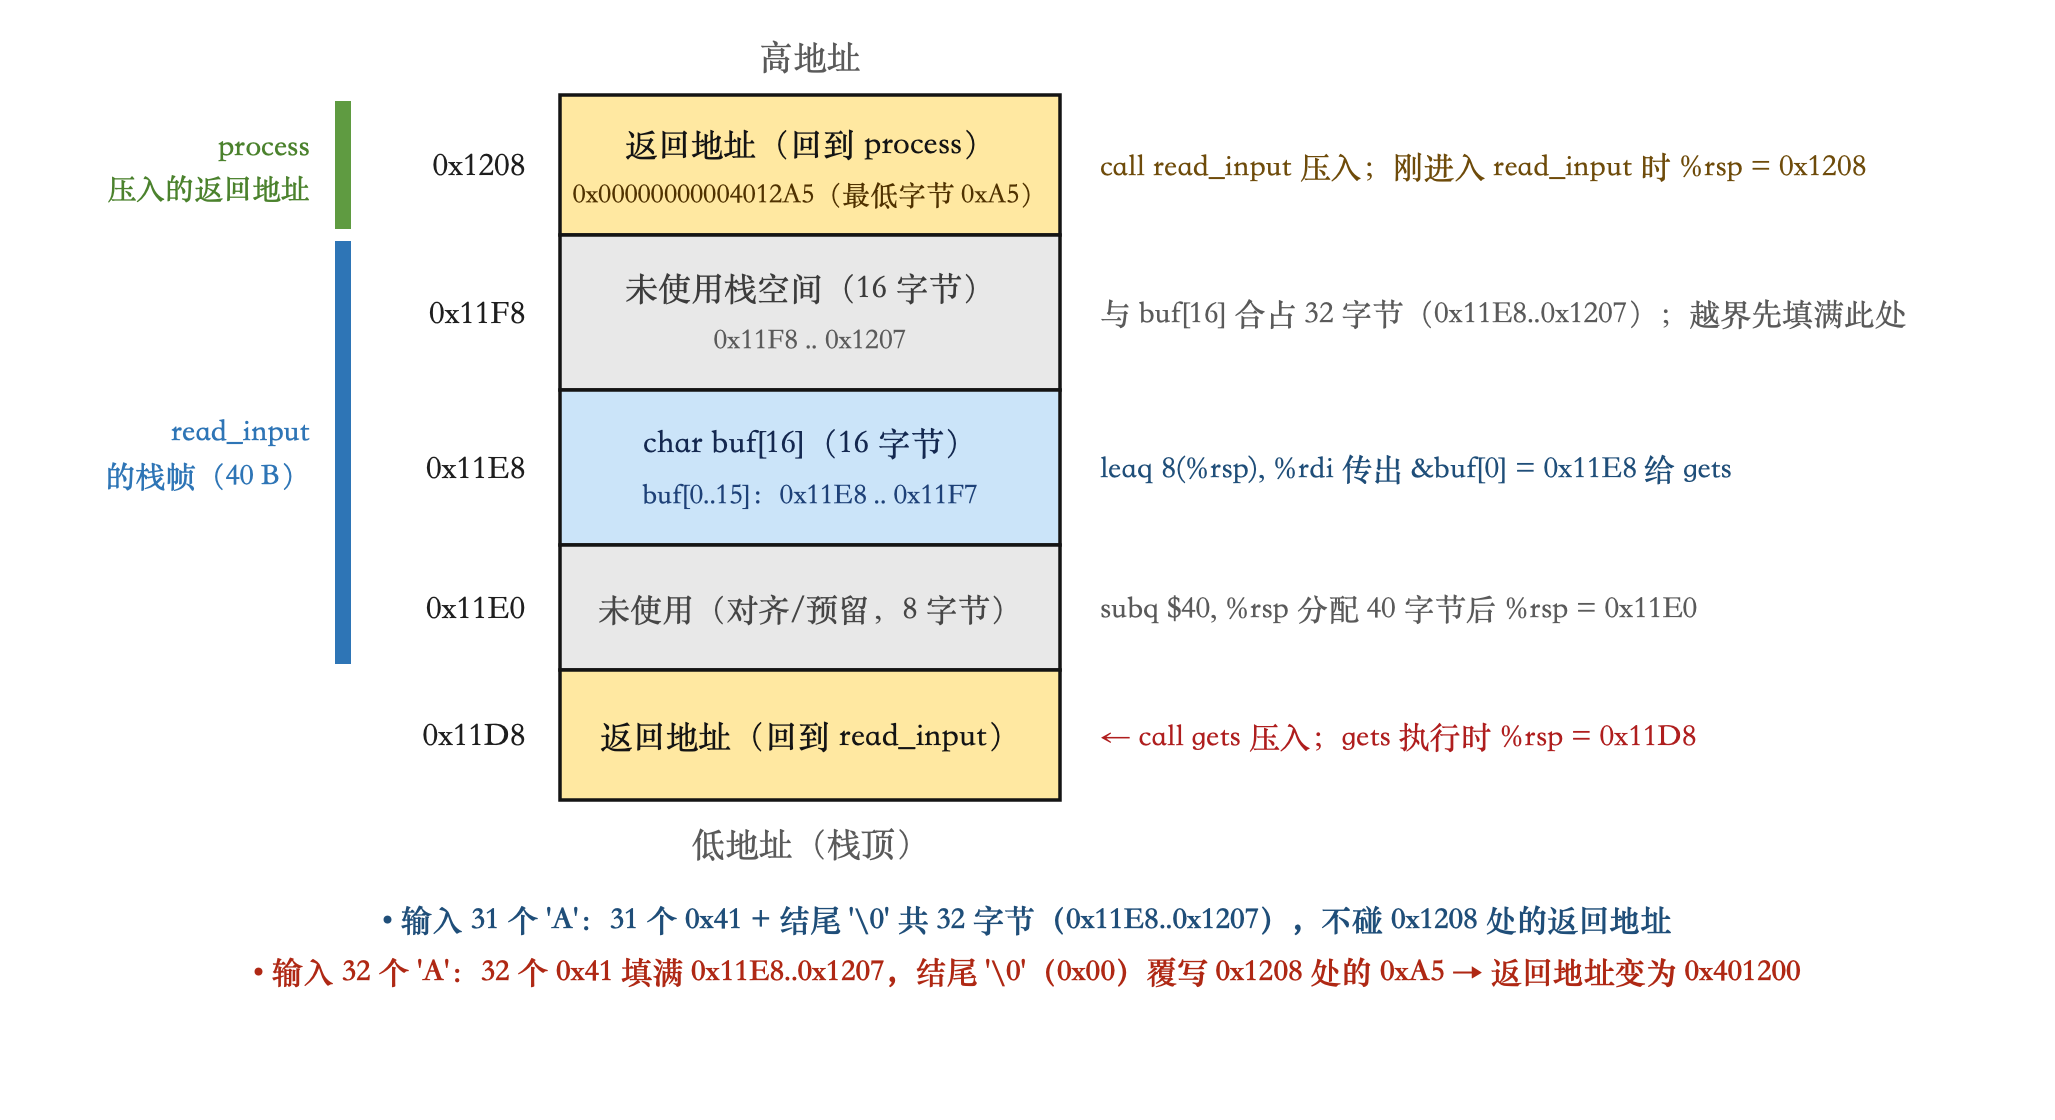 高地址
process
压入的返回地址
0x1208
返回地址（回到 process）
0x00000000004012A5（最低字节 0xA5）
call read_input 压入；刚进入 read_input 时 %rsp = 0x1208
0x11F8
未使用栈空间（16 字节）
0x11F8 .. 0x1207
与 buf[16] 合占 32 字节（0x11E8..0x1207）；越界先填满此处
read_input
的栈帧（40 B）
0x11E8
char buf[16]（16 字节）
buf[0..15]：0x11E8 .. 0x11F7
leaq 8(%rsp), %rdi 传出 &buf[0] = 0x11E8 给 gets
0x11E0
未使用（对齐/预留，8 字节）
subq $40, %rsp 分配 40 字节后 %rsp = 0x11E0
0x11D8
返回地址（回到 read_input）
← call gets 压入；gets 执行时 %rsp = 0x11D8
低地址（栈顶）
• 输入 31 个 'A'：31 个 0x41 + 结尾 '\0' 共 32 字节（0x11E8..0x1207），不碰 0x1208 处的返回地址
• 输入 32 个 'A'：32 个 0x41 填满 0x11E8..0x1207，结尾 '\0'（0x00）覆写 0x1208 处的 0xA5 → 返回地址变为 0x401200